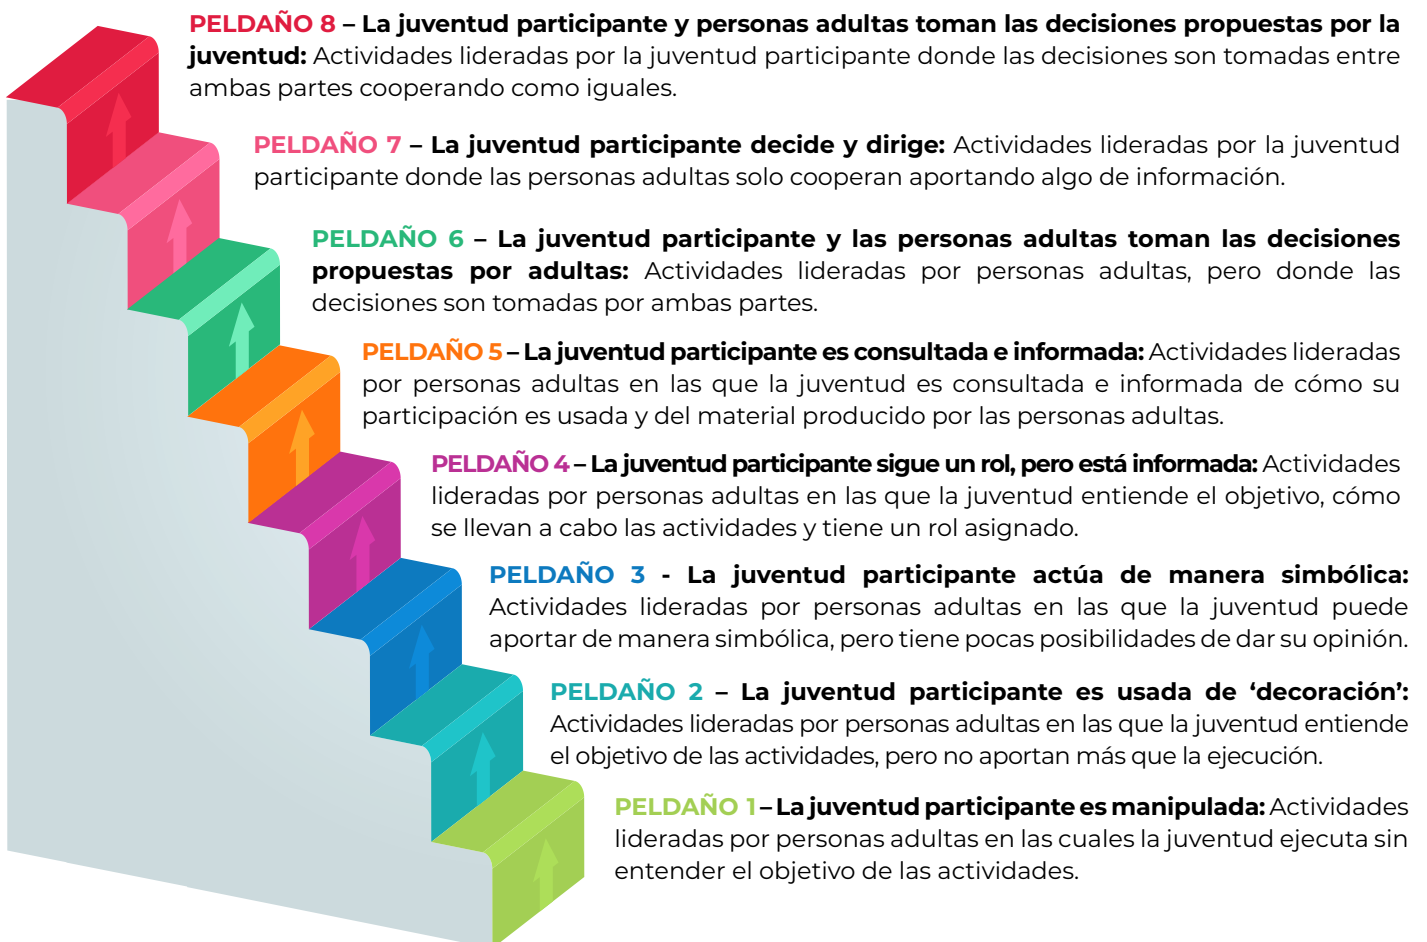 PELDAÑO 8 – La juventud participante y personas adultas toman las decisiones propuestas por la
juventud: Actividades lideradas por la juventud participante donde las decisiones son tomadas entre
ambas partes cooperando como iguales.
PELDAÑO 7 – La juventud participante decide y dirige: Actividades lideradas por la juventud
participante donde las personas adultas solo cooperan aportando algo de información.
PELDAÑO 6 – La juventud participante y las personas adultas toman las decisiones
propuestas por adultas: Actividades lideradas por personas adultas, pero donde las
decisiones son tomadas por ambas partes.
PELDAÑO 5 – La juventud participante es consultada e informada: Actividades lideradas
por personas adultas en las que la juventud es consultada e informada de cómo su
participación es usada y del material producido por las personas adultas.
PELDAÑO 4 – La juventud participante sigue un rol, pero está informada: Actividades
lideradas por personas adultas en las que la juventud entiende el objetivo, cómo
se llevan a cabo las actividades y tiene un rol asignado.
PELDAÑO 3 - La juventud participante actúa de manera simbólica:
Actividades lideradas por personas adultas en las que la juventud puede
aportar de manera simbólica, pero tiene pocas posibilidades de dar su opinión.
PELDAÑO 2 – La juventud participante es usada de ‘decoración’:
Actividades lideradas por personas adultas en las que la juventud entiende
el objetivo de las actividades, pero no aportan más que la ejecución.
PELDAÑO 1 – La juventud participante es manipulada: Actividades
lideradas por personas adultas en las cuales la juventud ejecuta sin
entender el objetivo de las actividades.